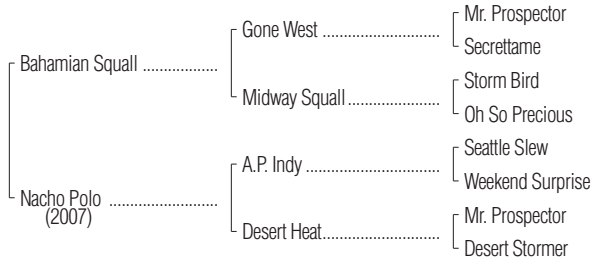 Mr. Prospector
Gone West ........................
Secrettame
Bahamian Squall ...............
Storm Bird
Midway Squall...................
Oh So Precious
Seattle Slew
A.P. Indy ...........................
Weekend Surprise
Nacho Polo ......................
(2007)
Mr. Prospector
Desert Heat........................
Desert Stormer